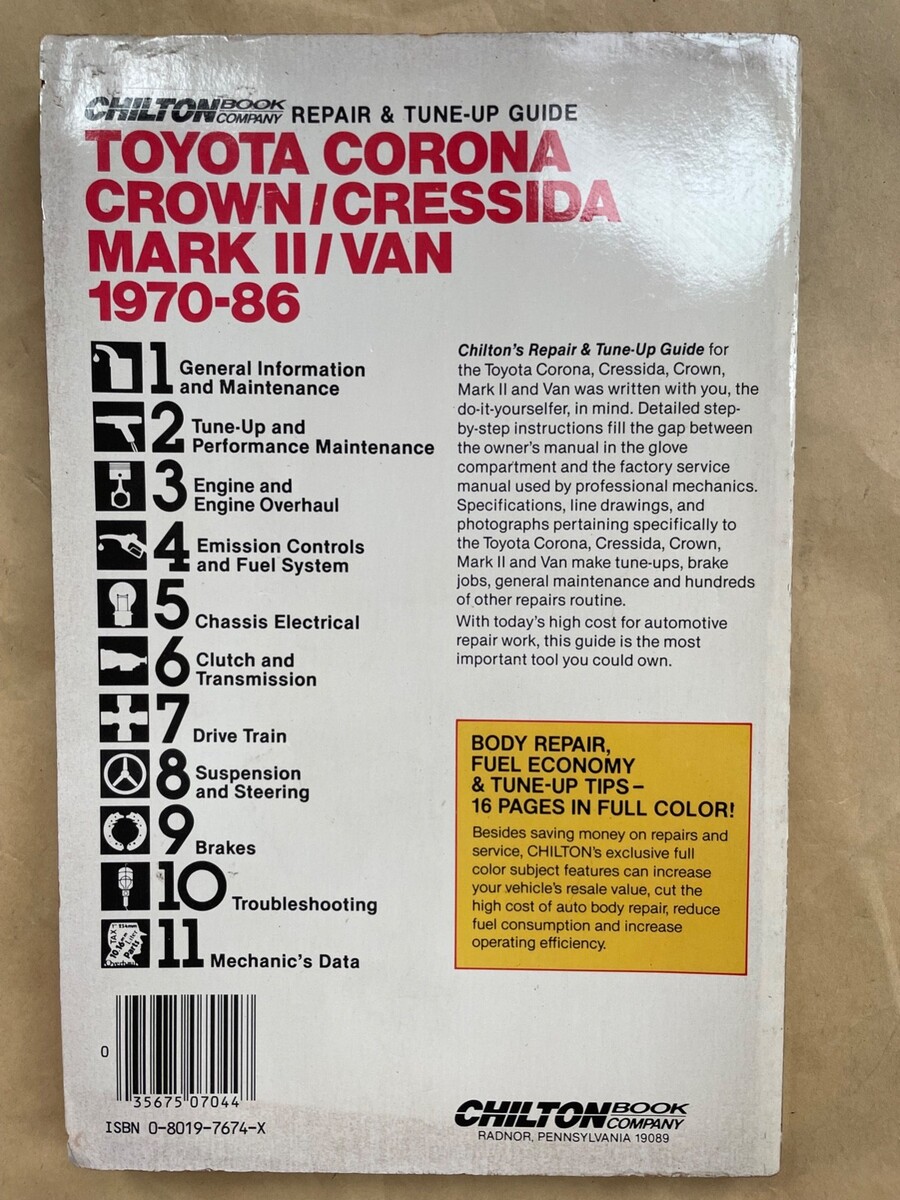 CHILTON BOOK COMPANY REPAIR & TUNE-UP GUIDE
TOYOTA CORONA
CROWN/CRESSIDA
MARK II/VAN
1970-86
1 General Information
and Maintenance
2 Tune-Up and
Performance Maintenance
3 Engine and
Engine Overhaul
4 Emission Controls
and Fuel System
5 Chassis Electrical
6 Clutch and
Transmission
7 Drive Train
8 Suspension
and Steering
9 Brakes
10 Troubleshooting
11 Mechanic's Data
Chilton's Repair & Tune-Up Guide for
the Toyota Corona, Cressida, Crown,
Mark II and Van was written with you, the
do-it-yourselfer, in mind. Detailed step-
by-step instructions fill the gap between
the owner's manual in the glove
compartment and the factory service
manual used by professional mechanics.
Specifications, line drawings, and
photographs pertaining specifically to
the Toyota Corona, Cressida, Crown,
Mark II and Van make tune-ups, brake
jobs, general maintenance and hundreds
of other repairs routine.
With today's high cost for automotive
repair work, this guide is the most
important tool you could own.
BODY REPAIR,
FUEL ECONOMY
& TUNE-UP TIPS–
16 PAGES IN FULL COLOR!
Besides saving money on repairs and
service, CHILTON's exclusive full
color subject features can increase
your vehicle's resale value, cut the
high cost of auto body repair, reduce
fuel consumption and increase
operating efficiency.
0
35675 07044
ISBN 0-8019-7674-X
CHILTON BOOK COMPANY
RADNOR, PENNSYLVANIA 19089